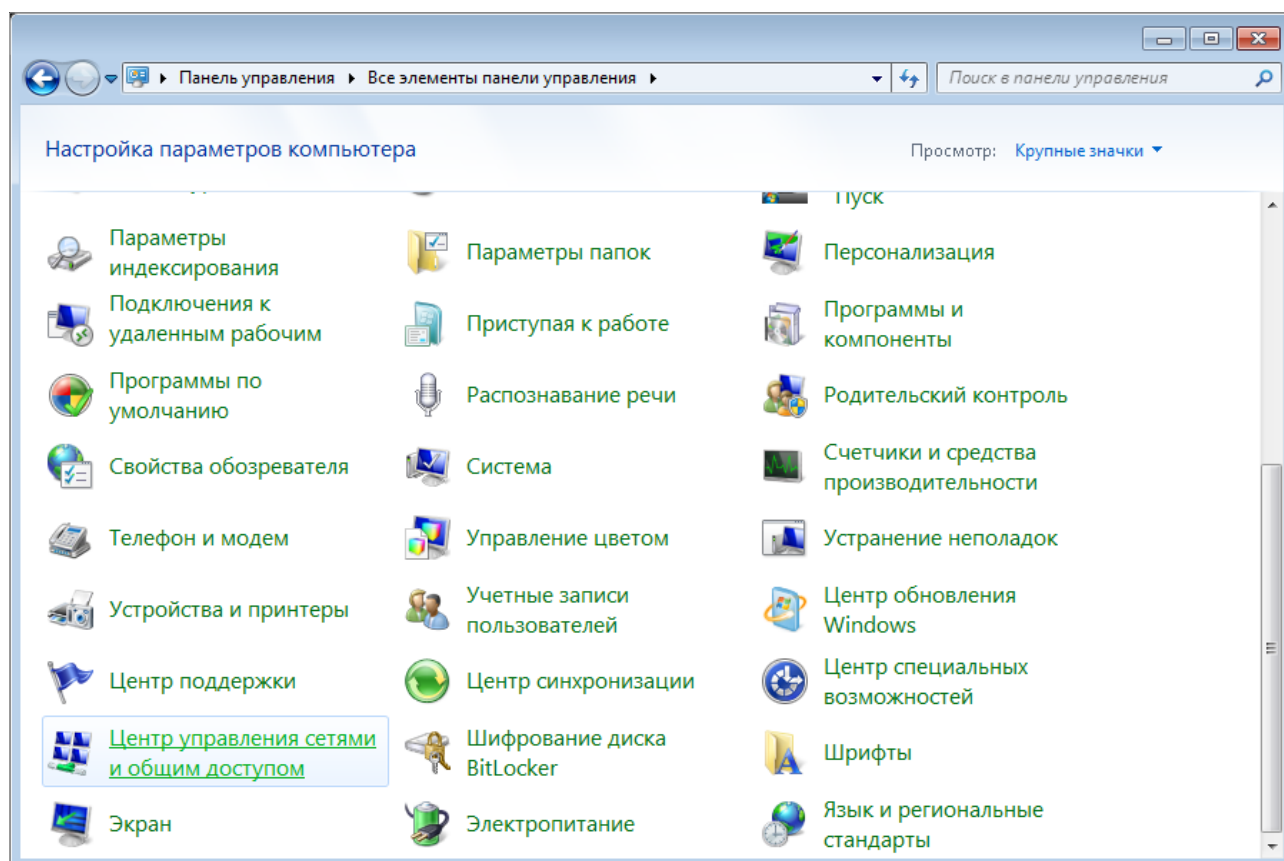 Панель управления Все элементы панели управления
Поиск в панели управления
Настройка параметров компьютера
Просмотр: Крупные значки
Пуск
Параметры
индексирования
Параметры папок
Персонализация
Подключения к
удаленным рабочим
Приступая к работе
Программы и
компоненты
Программы по
умолчанию
Распознавание речи
Родительский контроль
Свойства обозревателя
Система
Счетчики и средства
производительности
Телефон и модем
Управление цветом
Устранение неполадок
Устройства и принтеры
Учетные записи
пользователей
Центр обновления
Windows
Центр поддержки
Центр синхронизации
Центр специальных
возможностей
Центр управления сетями
и общим доступом
Шифрование диска
BitLocker
Шрифты
Экран
Электропитание
Язык и региональные
стандарты